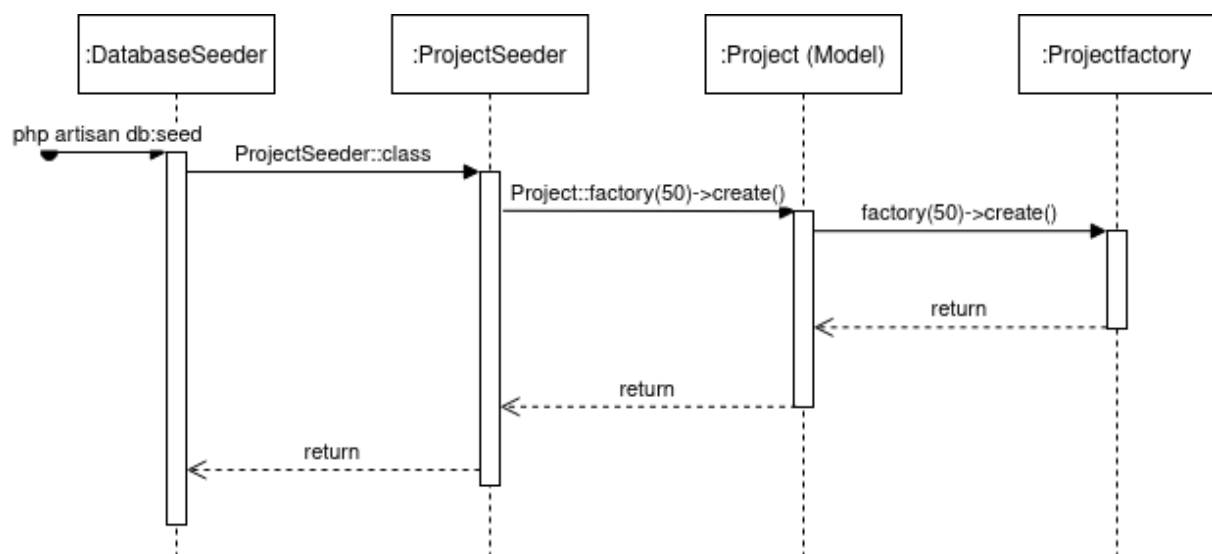 :DatabaseSeeder
:ProjectSeeder
:Project (Model)
:Projectfactory
php artisan db:seed
ProjectSeeder::class
Project::factory(50)->create()
factory(50)->create()
return
return
return